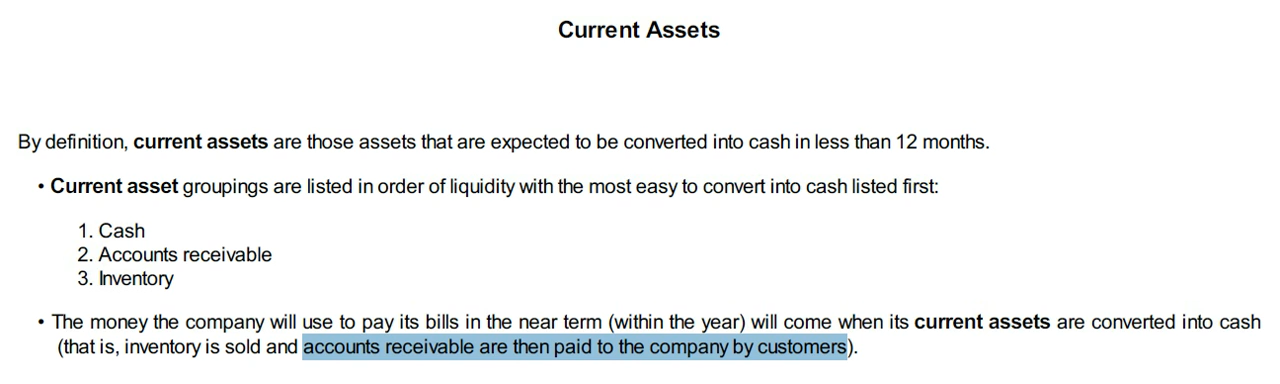 Current Assets
By definition, current assets are those assets that are expected to be converted into cash in less than 12 months.
• Current asset groupings are listed in order of liquidity with the most easy to convert into cash listed first:
1. Cash
2. Accounts receivable
3. Inventory
• The money the company will use to pay its bills in the near term (within the year) will come when its current assets are converted into cash
(that is, inventory is sold and accounts receivable are then paid to the company by customers).